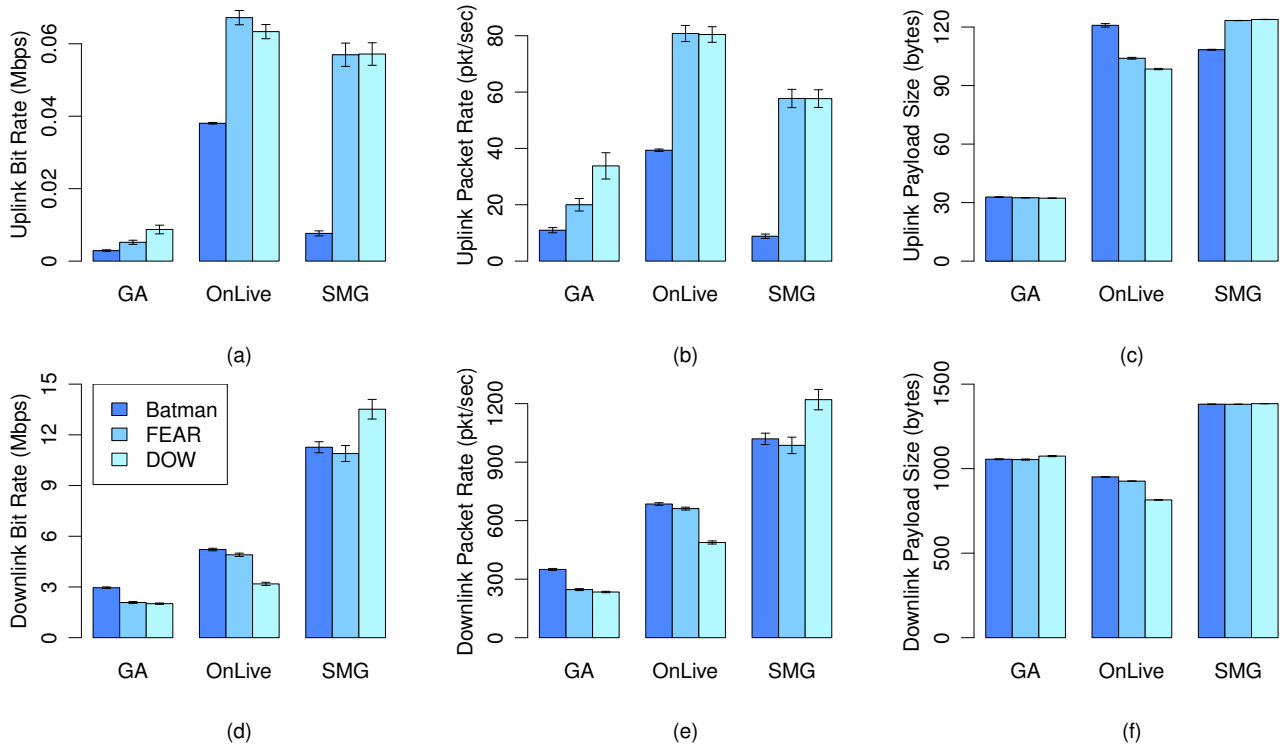 Uplink Bit Rate (Mbps)
0 0.02 0.04 0.06
GA OnLive SMG
(a)
Uplink Packet Rate (pkt/sec)
0 20 40 60 80
GA OnLive SMG
(b)
Uplink Payload Size (bytes)
0 30 60 90 120
GA OnLive SMG
(c)
Downlink Bit Rate (Mbps)
0 3 6 9 12 15
Batman
FEAR
DOW
GA OnLive SMG
(d)
Downlink Packet Rate (pkt/sec)
0 300 600 900 1200
GA OnLive SMG
(e)
Downlink Payload Size (bytes)
0 500 1000 1500
GA OnLive SMG
(f)